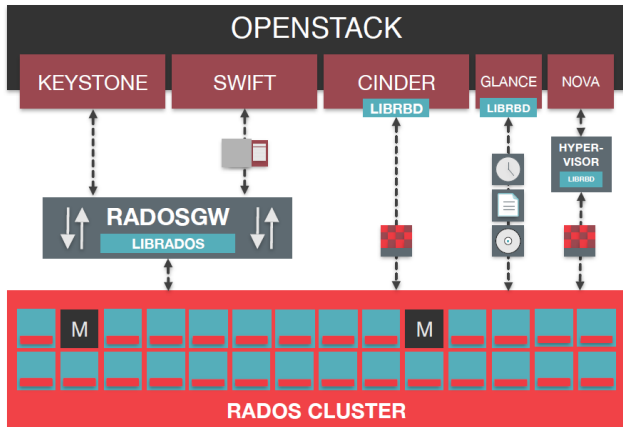 OPENSTACK
KEYSTONE
SWIFT
CINDER
GLANCE
NOVA
LIBRBD
LIBRBD
HYPER-
VISOR
LIBRBD
RADOSGW
LIBRADOS
M
M
RADOS CLUSTER